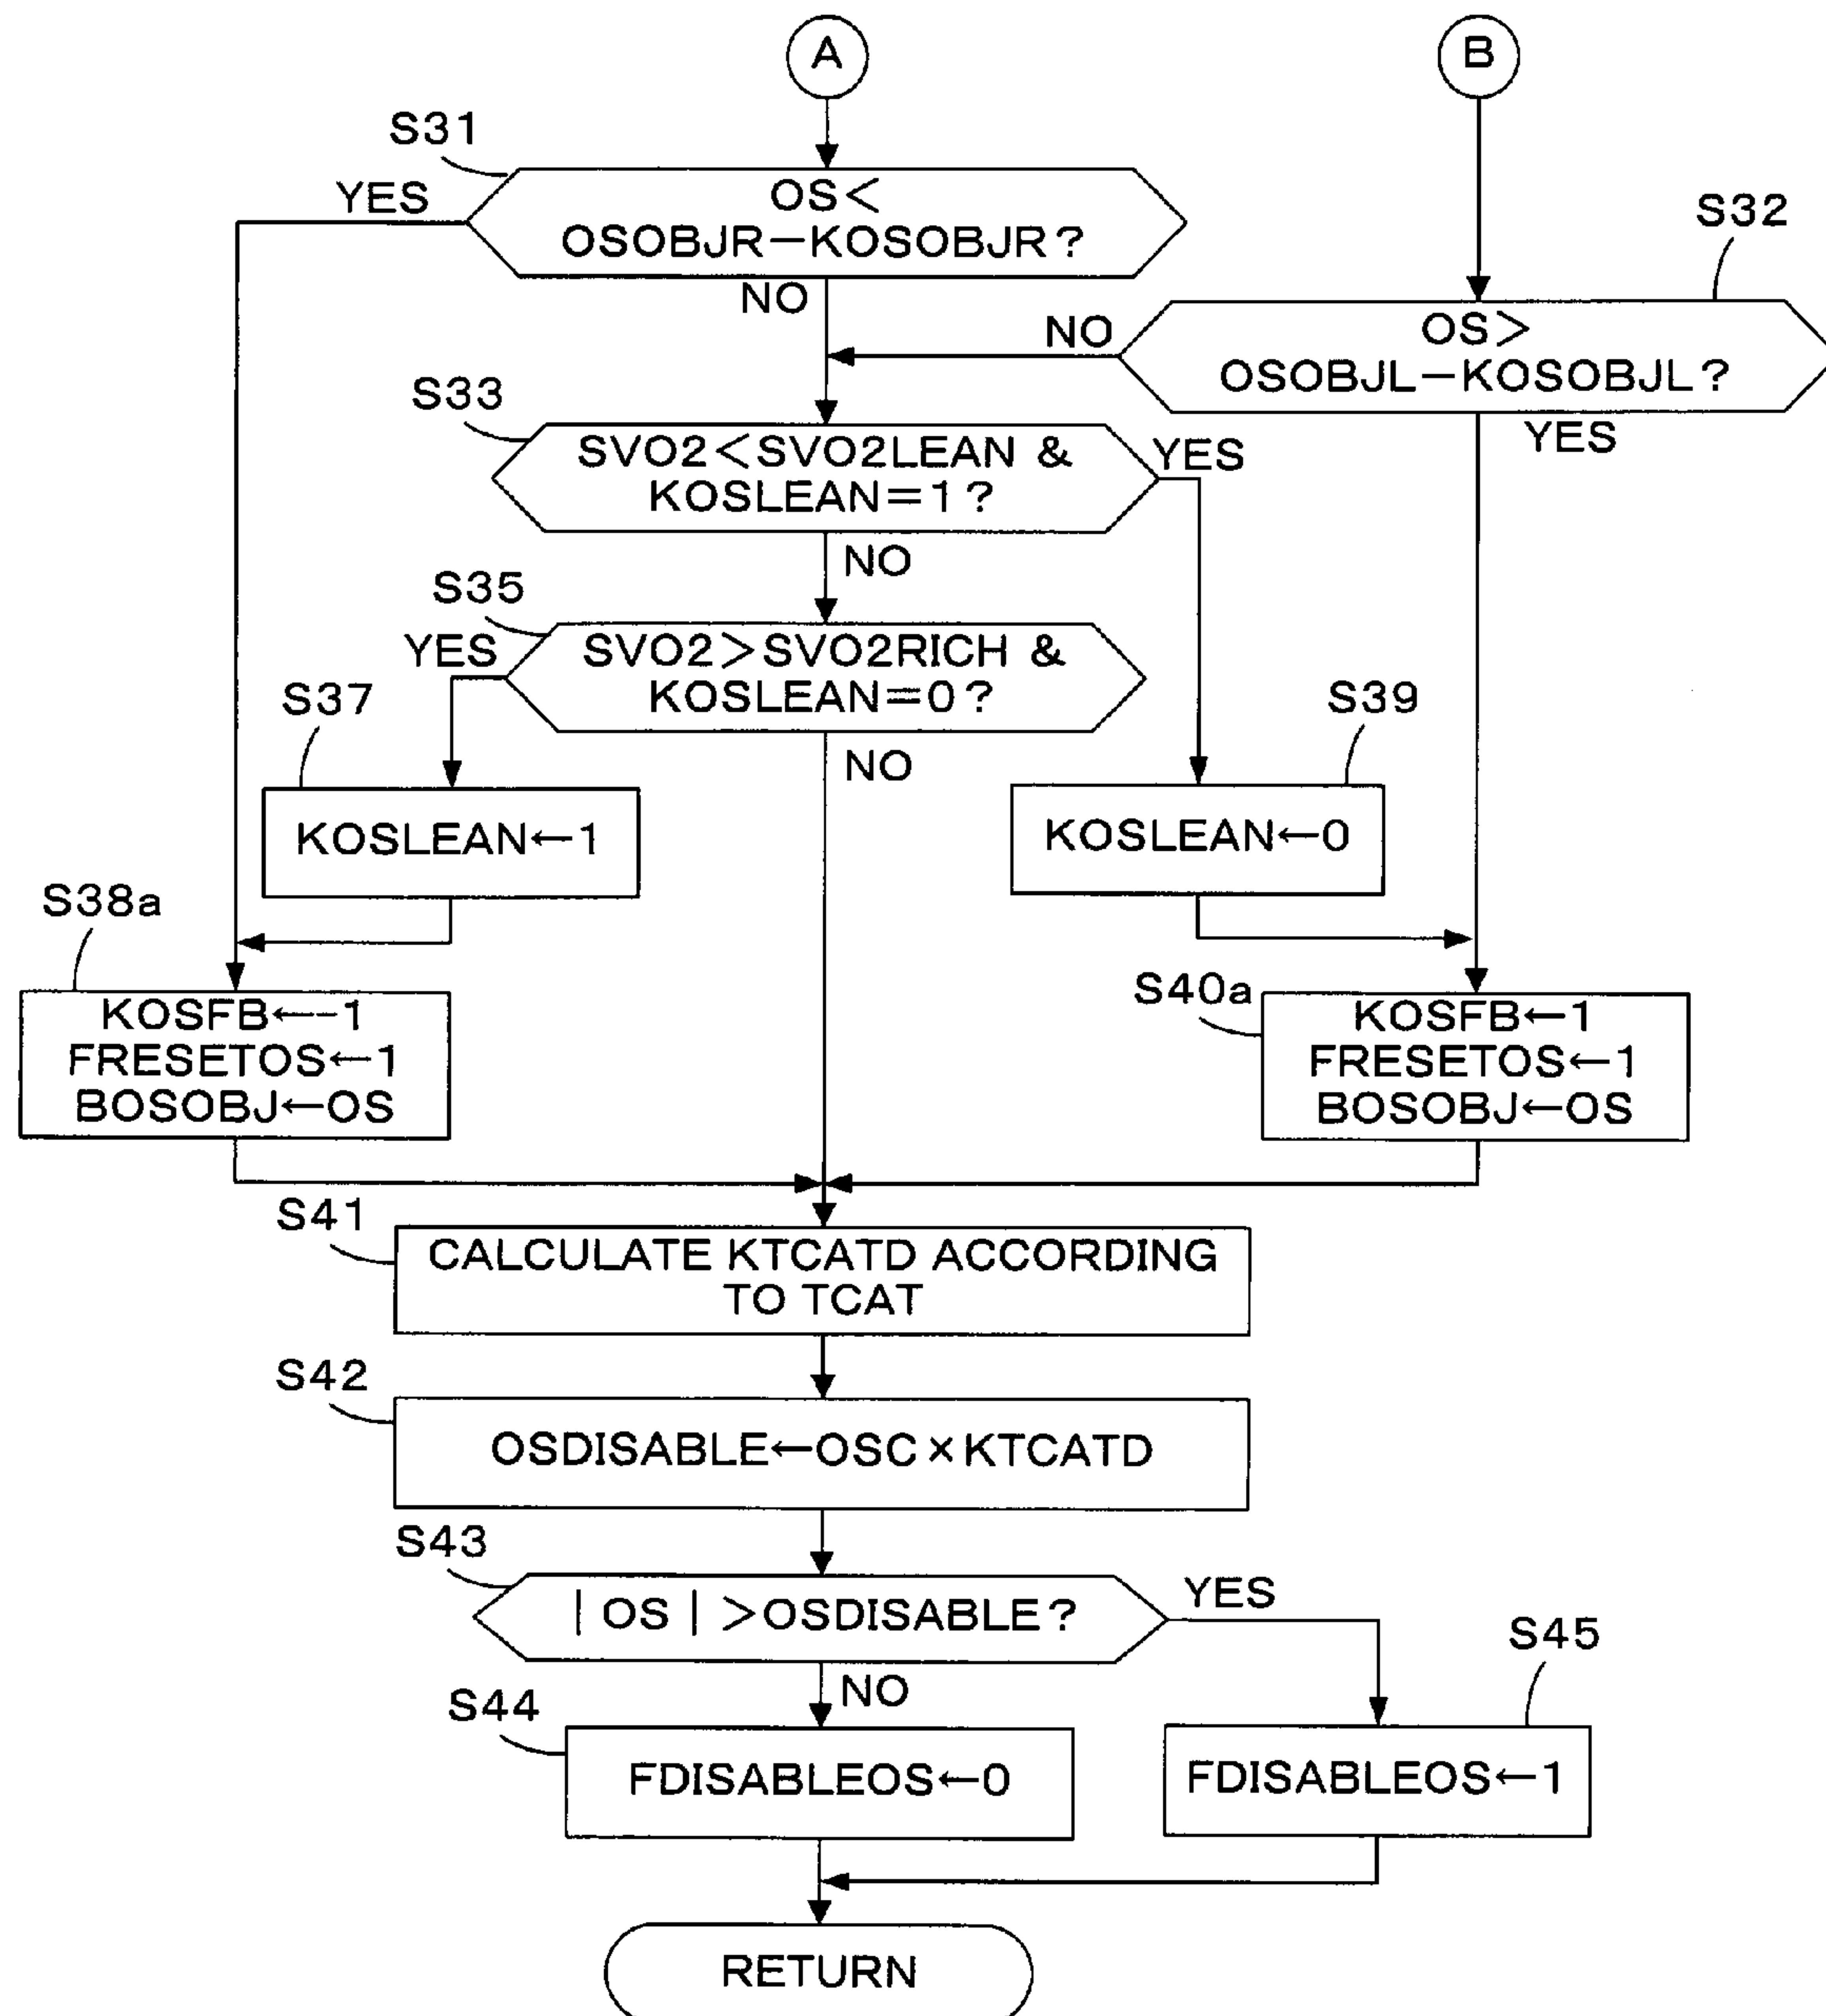 A
B
S31
YES
OS<
OSOBJR−KOSOBJR?
NO
S32
NO
OS>
OSOBJL−KOSOBJL?
YES
S33
SVO2<SVO2LEAN &
KOSLEAN=1?
YES
NO
S35
YES
SVO2>SVO2RICH &
KOSLEAN=0?
NO
S37
KOSLEAN←1
S39
KOSLEAN←0
S38a
KOSFB←−1
FRESETOS←1
BOSOBJ←OS
S40a
KOSFB←1
FRESETOS←1
BOSOBJ←OS
S41
CALCULATE KTCATD ACCORDING
TO TCAT
S42
OSDISABLE←OSC×KTCATD
S43
|OS|>OSDISABLE?
YES
NO
S44
FDISABLEOS←0
S45
FDISABLEOS←1
RETURN